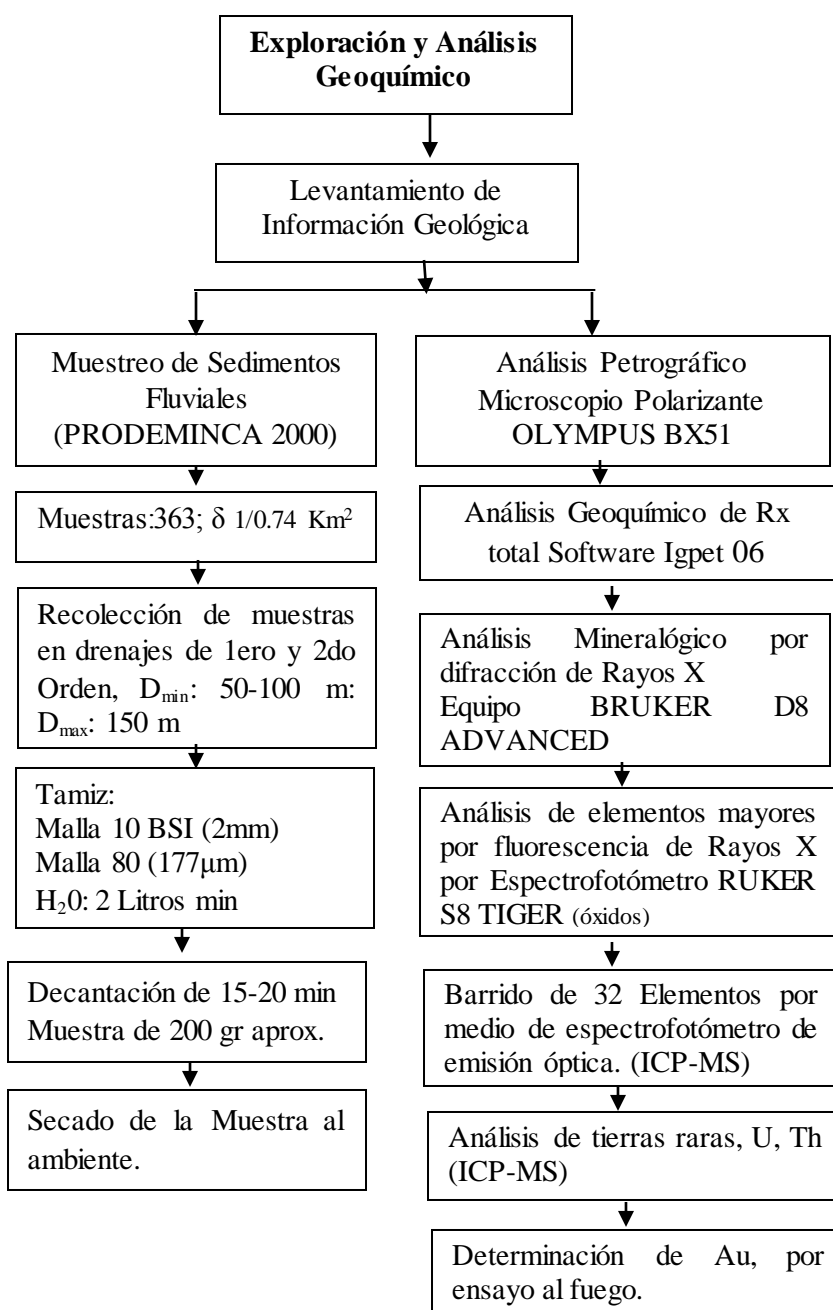 Exploración y Análisis
Geoquímico
Levantamiento de
Información Geológica
Muestreo de Sedimentos
Fluviales
(PRODEMINCA 2000)
Muestras:363; δ 1/0.74 Km²
Recolección de muestras
en drenajes de 1ero y 2do
Orden, Dmin: 50-100 m:
Dmax: 150 m
Tamiz:
Malla 10 BSI (2mm)
Malla 80 (177μm)
H₂0: 2 Litros min
Decantación de 15-20 min
Muestra de 200 gr aprox.
Secado de la Muestra al
ambiente.
Análisis Petrográfico
Microscopio Polarizante
OLYMPUS BX51
Análisis Geoquímico de Rx
total Software Igpet 06
Análisis Mineralógico por
difracción de Rayos X
Equipo BRUKER D8
ADVANCED
Análisis de elementos mayores
por fluorescencia de Rayos X
por Espectrofotómetro RUKER
S8 TIGER (óxidos)
Barrido de 32 Elementos por
medio de espectrofotómetro de
emisión óptica. (ICP-MS)
Análisis de tierras raras, U, Th
(ICP-MS)
Determinación de Au, por
ensayo al fuego.